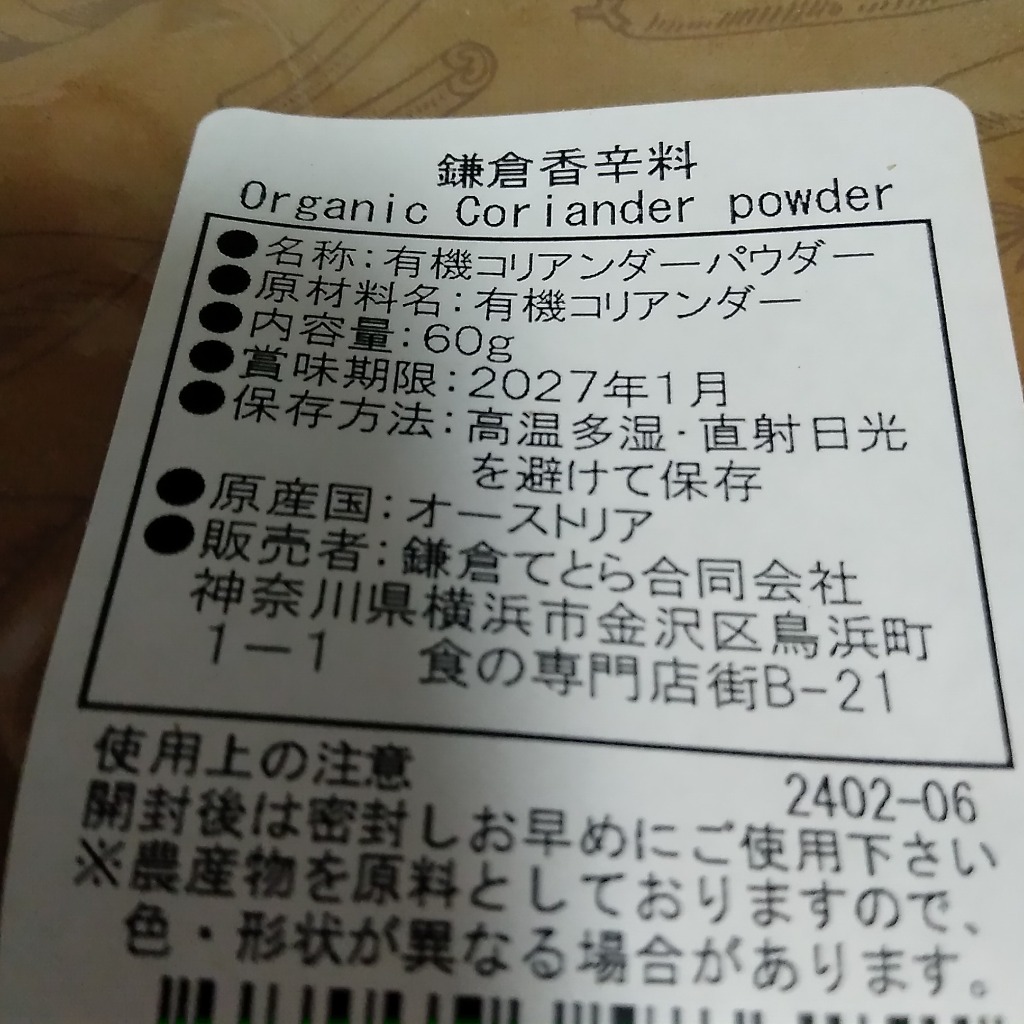 鎌倉香辛料
Organic Coriander powder
●名称：有機コリアンダーパウダー
●原材料名：有機コリアンダー
●内容量：60g
●賞味期限：2027年1月
●保存方法：高温多湿・直射日光
を避けて保存
●原産国：オーストリア
●販売者：鎌倉てとら合同会社
神奈川県横浜市金沢区鳥浜町
1－1　食の専門店街B-21
使用上の注意
2402-06
開封後は密封しお早めにご使用下さい
※農産物を原料としておりますので、
色・形状が異なる場合があります。